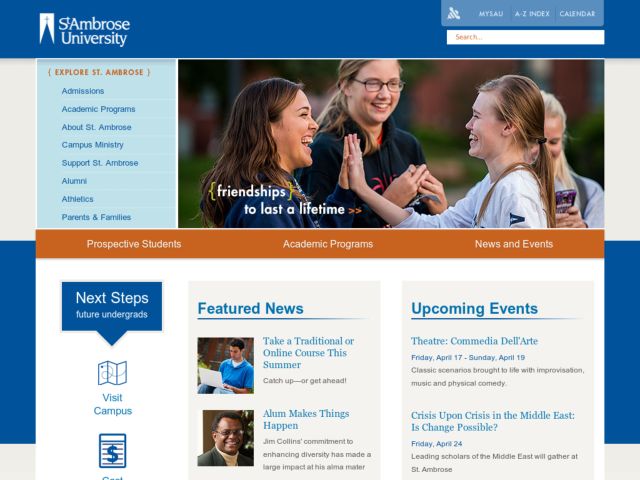 St. Ambrose
University
MYSAU
A-Z INDEX
CALENDAR
Search...
{ EXPLORE ST. AMBROSE }
Admissions
Academic Programs
About St. Ambrose
Campus Ministry
Support St. Ambrose
Alumni
Athletics
Parents & Families
{friendships}
to last a lifetime >>
Prospective Students
Academic Programs
News and Events
Next Steps
future undergrads
Visit
Campus
Cost
Featured News
Take a Traditional or
Online Course This
Summer
Catch up—or get ahead!
Alum Makes Things
Happen
Jim Collins' commitment to
enhancing diversity has made a
large impact at his alma mater
Upcoming Events
Theatre: Commedia Dell'Arte
Friday, April 17 - Sunday, April 19
Classic scenarios brought to life with improvisation,
music and physical comedy.
Crisis Upon Crisis in the Middle East:
Is Change Possible?
Friday, April 24
Leading scholars of the Middle East will gather at
St. Ambrose